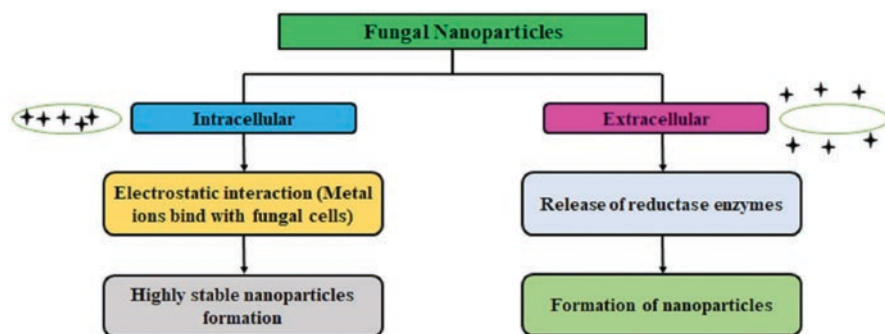 Fungal Nanoparticles
Intracellular
Extracellular
Electrostatic interaction (Metal
ions bind with fungal cells)
Release of reductase enzymes
Highly stable nanoparticles
formation
Formation of nanoparticles